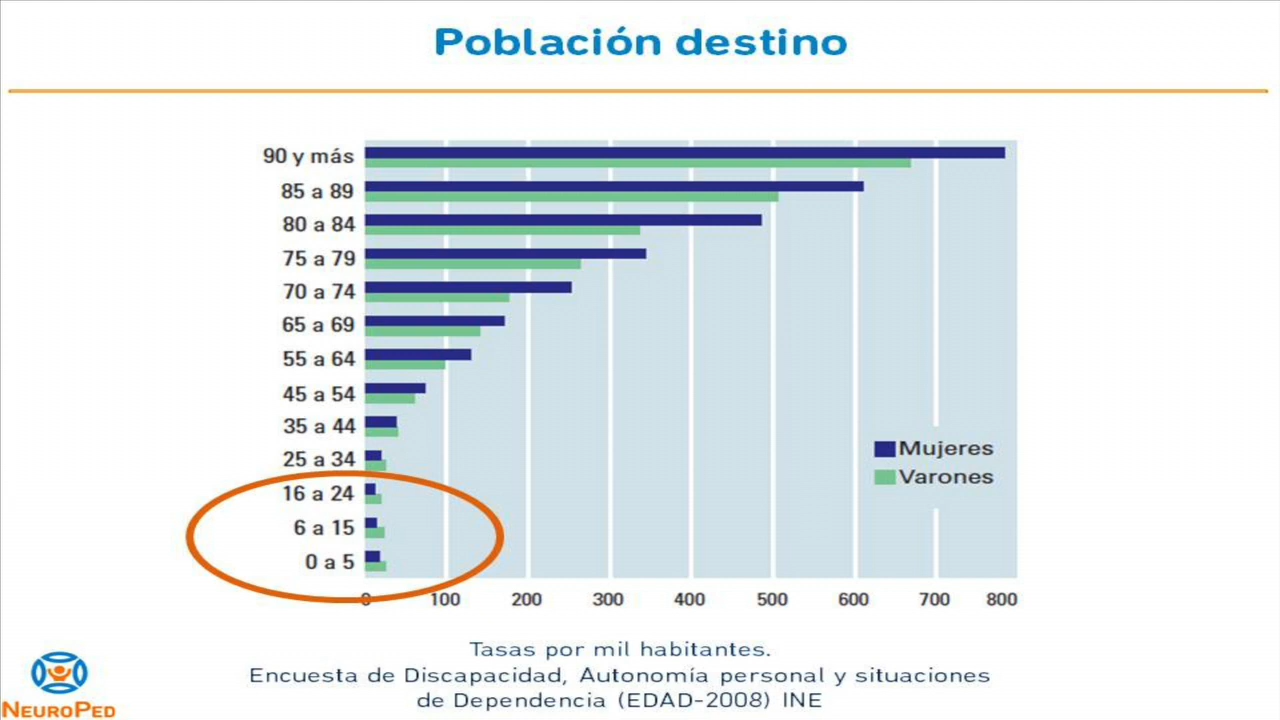 Población destino
90 y más
85 a 89
80 a 84
75 a 79
70 a 74
65 a 69
55 a 64
45 a 54
35 a 44
25 a 34
16 a 24
6 a 15
0 a 5
Mujeres
Varones
0 100 200 300 400 500 600 700 800
Tasas por mil habitantes.
Encuesta de Discapacidad, Autonomía personal y situaciones
de Dependencia (EDAD-2008) INE
NEUROPED